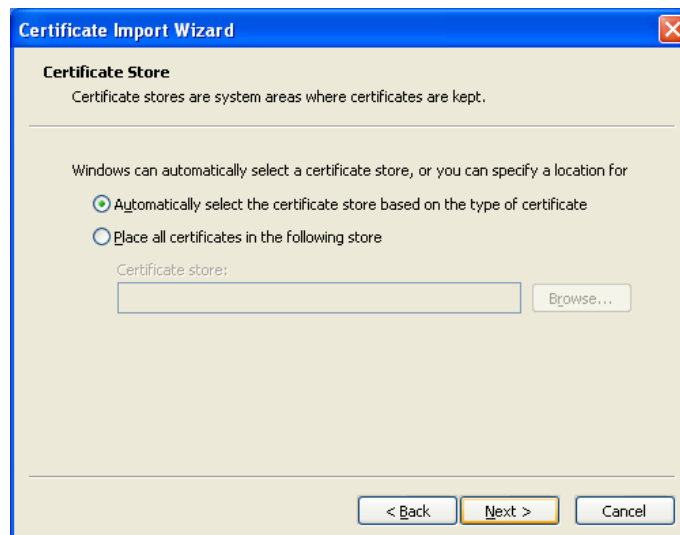 Certificate Import Wizard
Certificate Store
Certificate stores are system areas where certificates are kept.
Windows can automatically select a certificate store, or you can specify a location for
Automatically select the certificate store based on the type of certificate
Place all certificates in the following store
Certificate store:
Browse...
< Back
Next >
Cancel